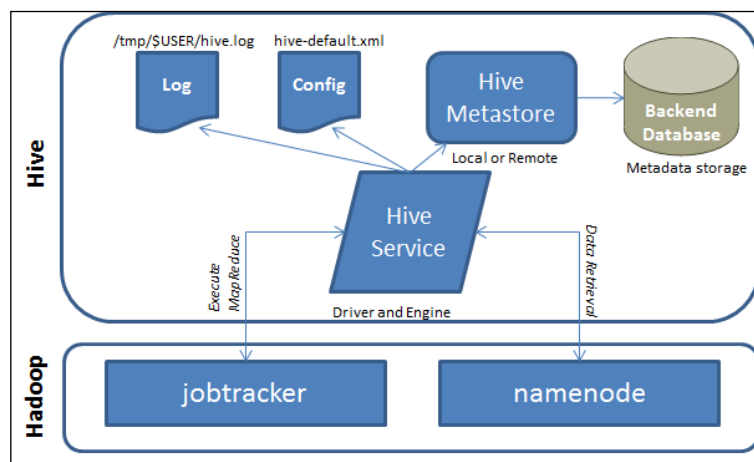 /tmp/$USER/hive.log
hive-default.xml
Log
Config
Hive
Metastore
Backend
Database
Local or Remote
Metadata storage
Hive
Hive
Service
Execute
MapReduce
Data Retrieval
Driver and Engine
Hadoop
jobtracker
namenode